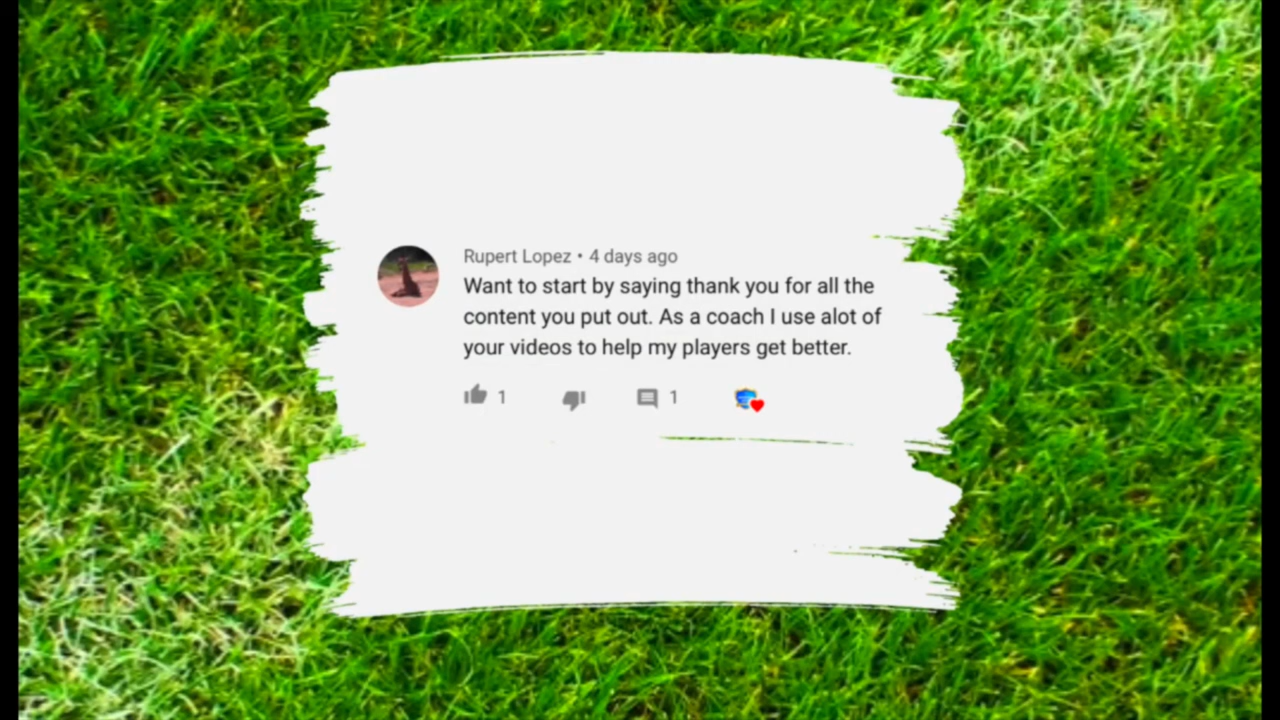 Rupert Lopez • 4 days ago
Want to start by saying thank you for all the
content you put out. As a coach I use alot of
your videos to help my players get better.
1 1